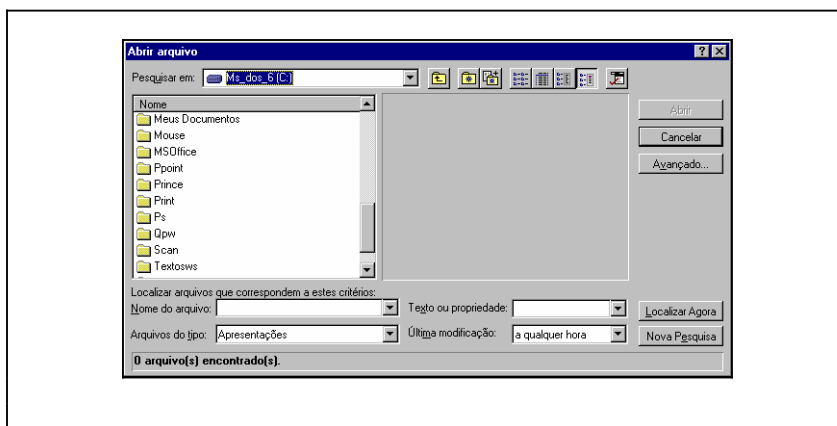 Abrir arquivo
Pesquisar em: Ms_dos_6 (C:)
Nome
Meus Documentos
Mouse
MSOffice
Ppoint
Prince
Print
Ps
Qpw
Scan
Textosws
Abrir
Cancelar
Avançado...
Localizar arquivos que correspondem a estes critérios:
Nome do arquivo: Texto ou propriedade: Localizar Agora
Arquivos do tipo: Apresentações Última modificação: a qualquer hora Nova Pesquisa
0 arquivo(s) encontrado(s).